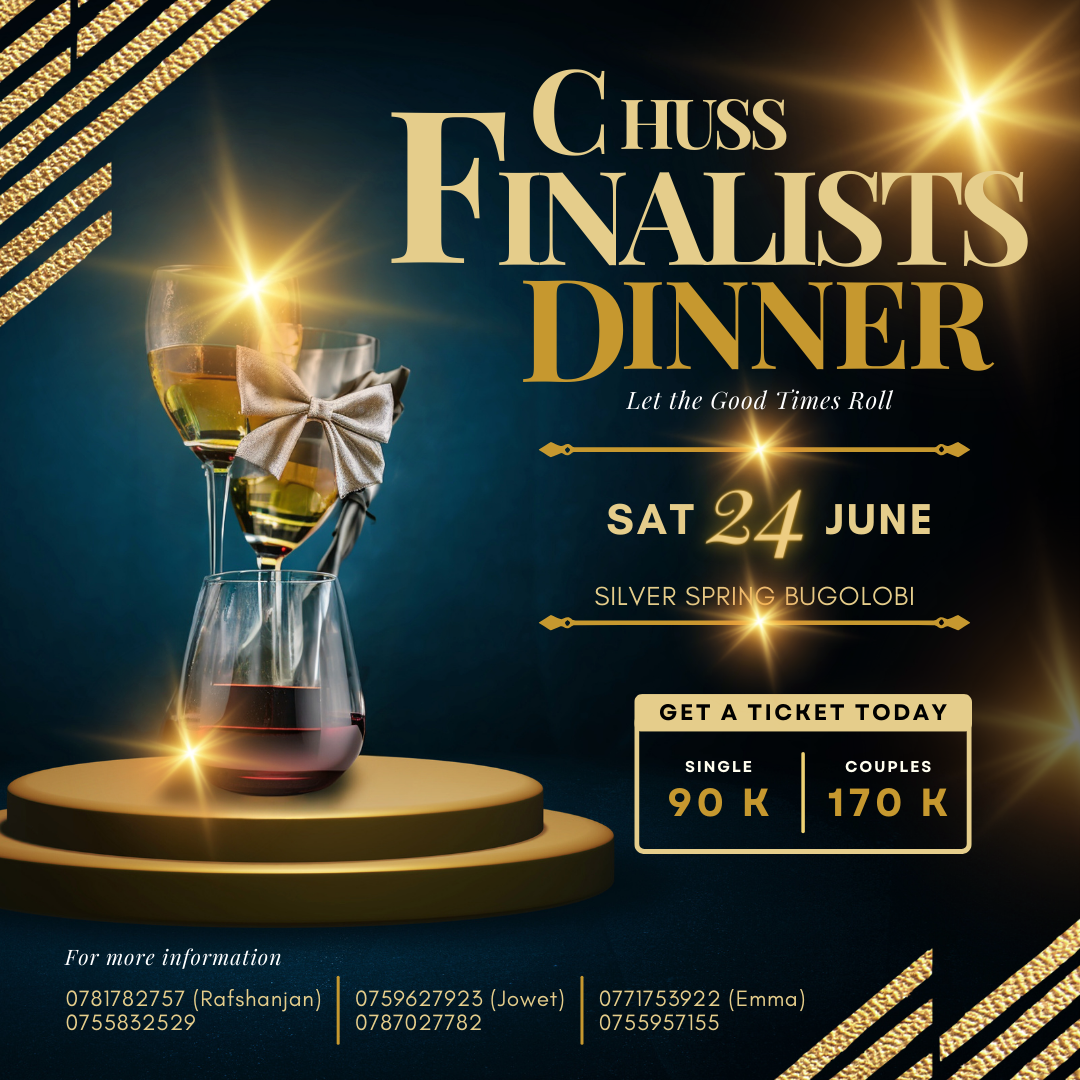 CHUSS
FINALISTS
DINNER
Let the Good Times Roll
SAT 24 JUNE
SILVER SPRING BUGOLOBI
GET A TICKET TODAY
SINGLE COUPLES
90 K 170 K
For more information
0781782757 (Rafshanjan) 0759627923 (Jowet) 0771753922 (Emma)
0755832529 0787027782 0755957155